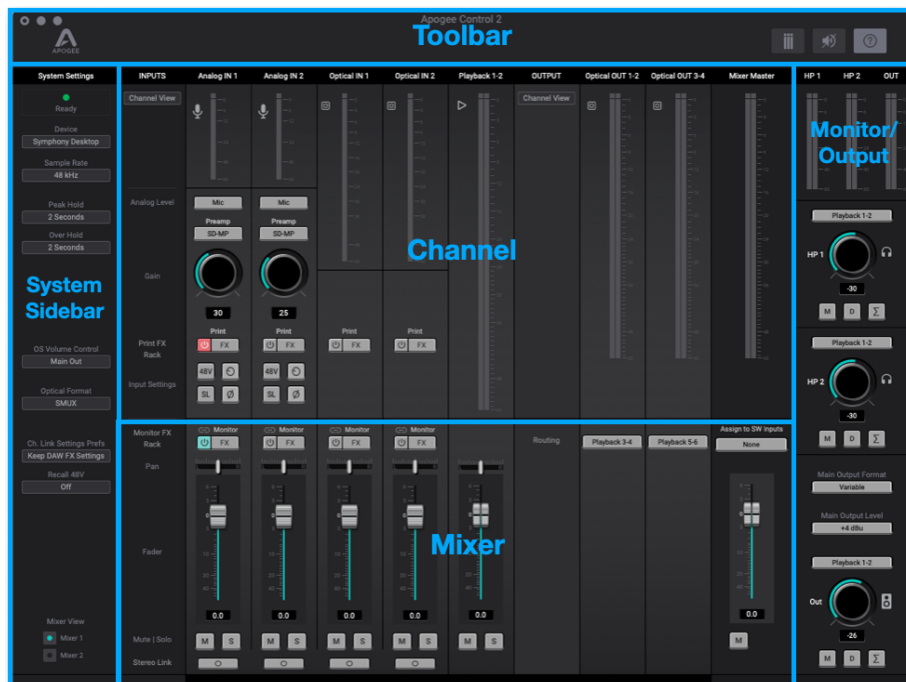 Apogee Control 2
APOGEE
Toolbar
System Settings
Ready
Device
Symphony Desktop
Sample Rate
48 kHz
Peak Hold
2 Seconds
Over Hold
2 Seconds
System
Sidebar
OS Volume Control
Main Out
Optical Format
SMUX
Ch. Link Settings Prefs
Keep DAW FX Settings
Recall 48V
Off
Mixer View
Mixer 1
Mixer 2
INPUTS Analog IN 1 Analog IN 2 Optical IN 1 Optical IN 2 Playback 1-2 OUTPUT Optical OUT 1-2 Optical OUT 3-4 Mixer Master
Channel View Channel View
Analog Level Mic Mic
Preamp Preamp
SD-MP SD-MP
Channel
Gain
30 25
Print Print Print Print
Print FX
Rack
FX FX FX FX
Input Settings
48V 48V
SL Ø SL Ø
Monitor FX
Rack
Monitor Monitor Monitor Monitor
FX FX FX FX
Routing Playback 3-4 Playback 5-6
Assign to SW Inputs
None
Pan
Fader
Mixer
0.0 0.0 0.0 0.0 0.0 0.0
Mute | Solo M S M S M S M S M S M
Stereo Link
HP 1 HP 2 OUT
Monitor/
Output
Playback 1-2
HP 1
-30
M D Σ
Playback 1-2
HP 2
-30
M D Σ
Main Output Format
Variable
Main Output Level
+4 dBu
Playback 1-2
Out
-26
M D Σ